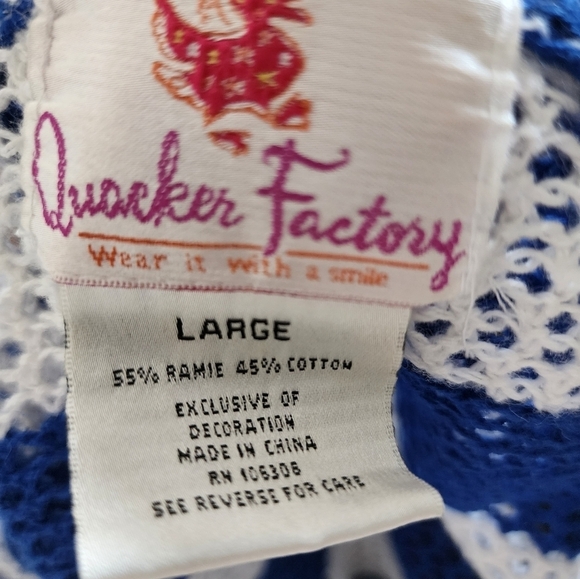 Quacker Factory
Wear it with a smile
LARGE
55% RAMIE 45% COTTON
EXCLUSIVE OF
DECORATION
MADE IN CHINA
RN 106306
SEE REVERSE FOR CARE